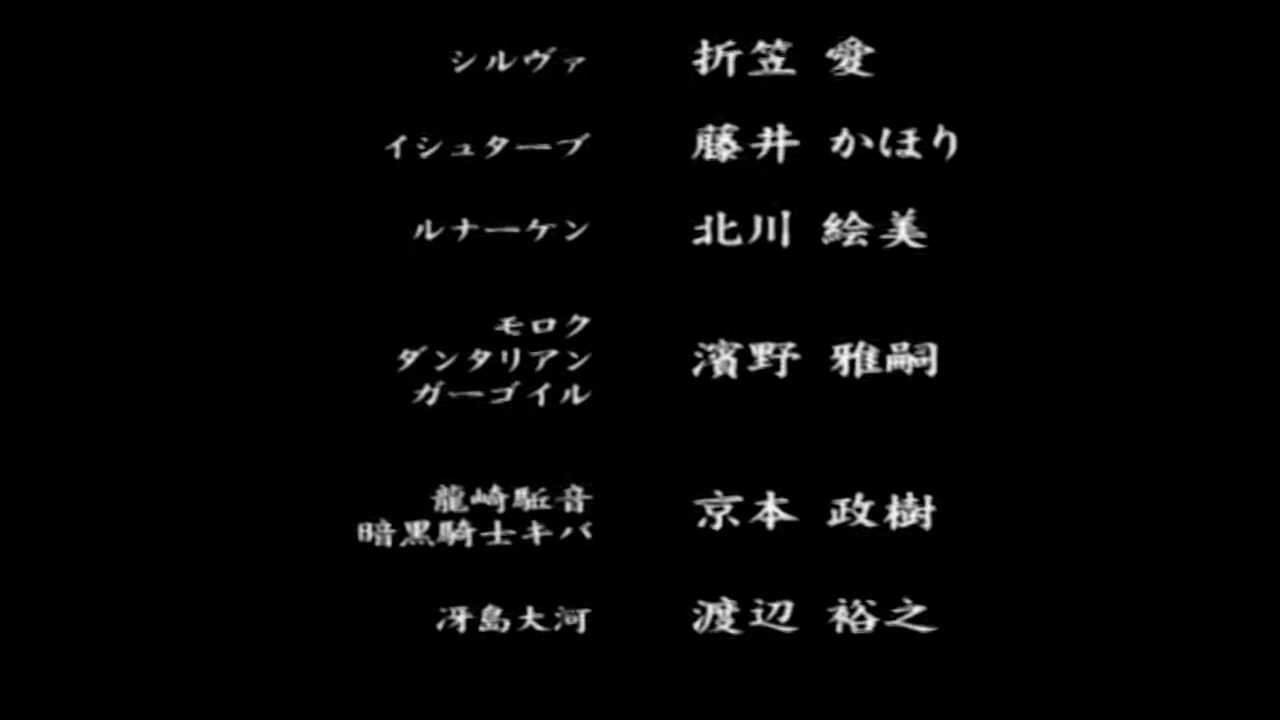 シルヴァ 折笠 愛
イシュターブ 藤井 かほり
ルナーケン 北川 絵美
モロク
ダンタリアン 濱野 雅嗣
ガーゴイル
龍崎駈音
暗黒騎士キバ 京本 政樹
冴島大河 渡辺 裕之